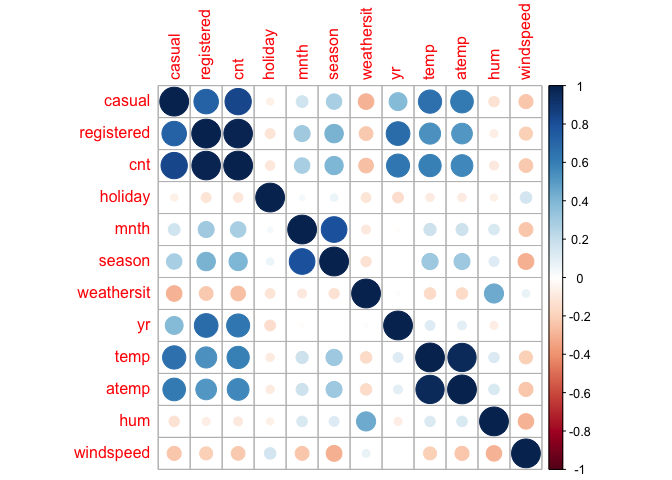 casual
registered
cnt
holiday
mnth
season
weathersit
yr
temp
atemp
hum
windspeed
casual
registered
cnt
holiday
mnth
season
weathersit
yr
temp
atemp
hum
windspeed
1
0.8
0.6
0.4
0.2
0
-0.2
-0.4
-0.6
-0.8
-1